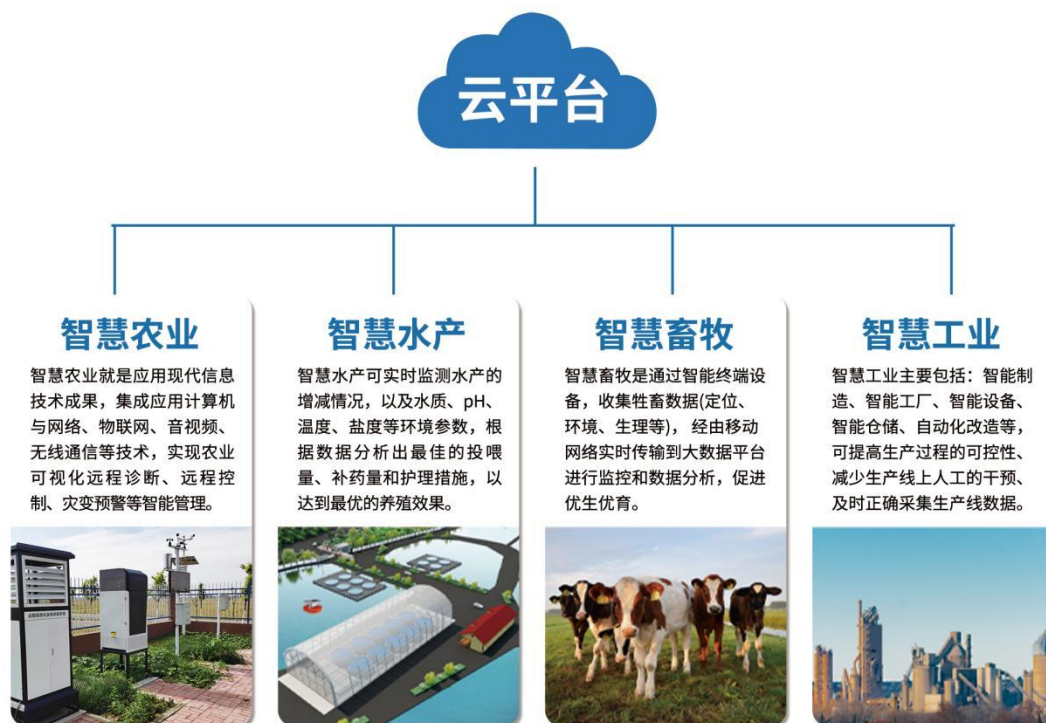 云平台
智慧农业
智慧农业就是应用现代信息
技术成果，集成应用计算机
与网络、物联网、音视频、
无线通信等技术，实现农业
可视化远程诊断、远程控
制、灾变预警等智能管理。
智慧水产
智慧水产可实时监测水产的
增减情况，以及水质、pH、
温度、盐度等环境参数，根
据数据分析出最佳的投喂
量、补药量和护理措施，以
达到最优的养殖效果。
智慧畜牧
智慧畜牧是通过智能终端设
备，收集牲畜数据(定位、
环境、生理等)，经由移动
网络实时传输到大数据平台
进行监控和数据分析，促进
优生优育。
智慧工业
智慧工业主要包括：智能制
造、智能工厂、智能设备、
智能仓储、自动化改造等，
可提高生产过程的可控性、
减少生产线上人工的干预、
及时正确采集生产线数据。